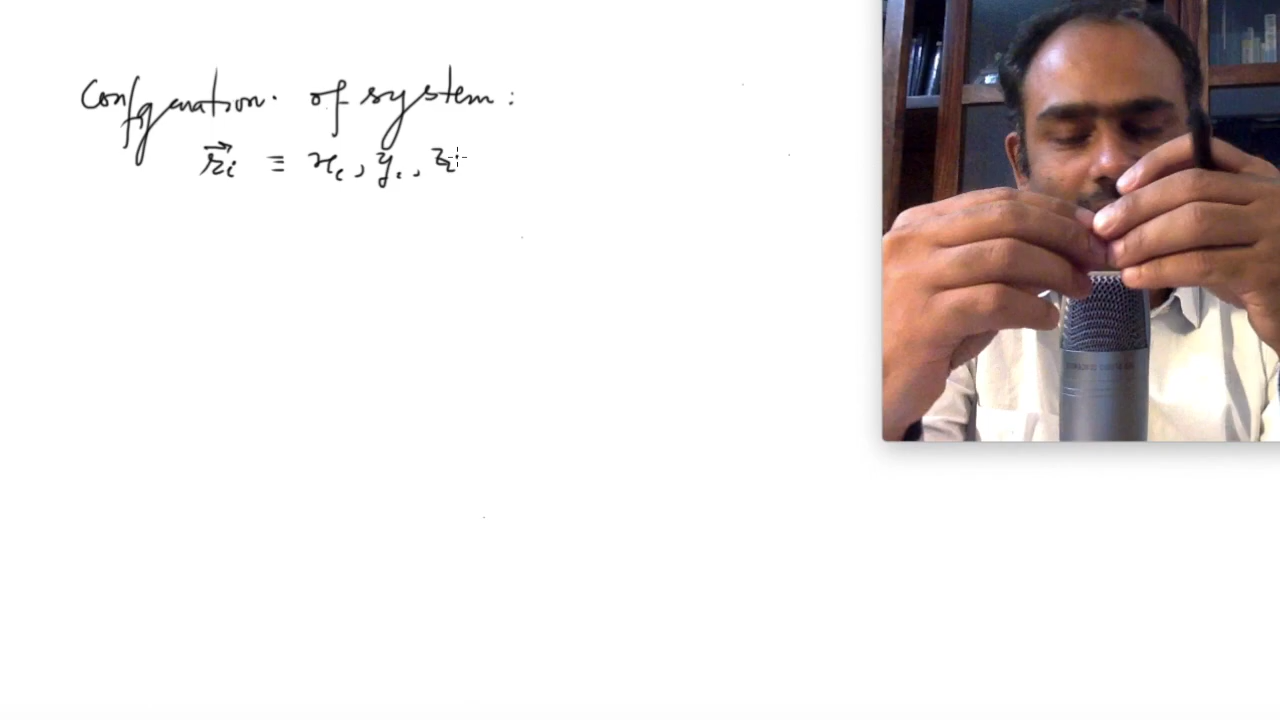 Configuration. of system:
r⃗i ≡ xi, yi, zi